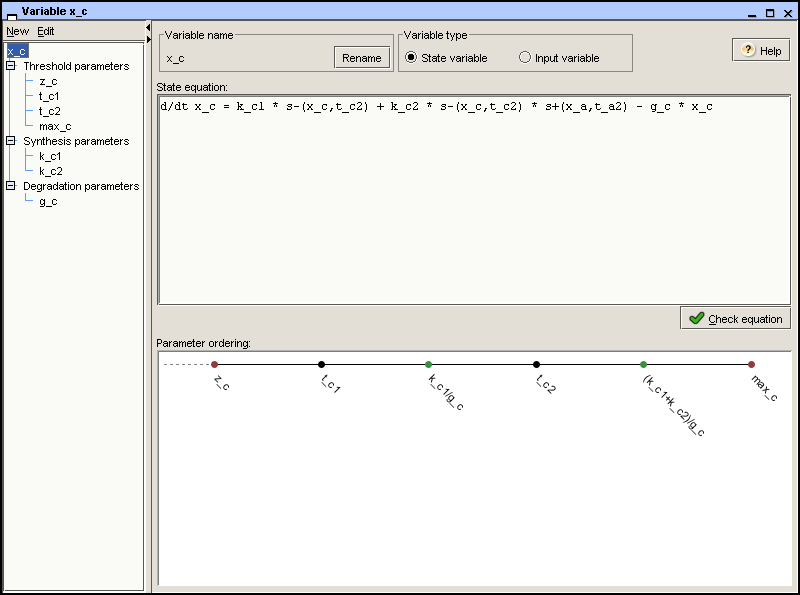 Variable x_c
New Edit
x_c
Threshold parameters
z_c
t_c1
t_c2
max_c
Synthesis parameters
k_c1
k_c2
Degradation parameters
g_c
Variable name
x_c
Rename
Variable type
State variable
Input variable
Help
State equation:
d/dt x_c = k_c1 * s-(x_c,t_c2) + k_c2 * s-(x_c,t_c2) * s+(x_a,t_a2) - g_c * x_c
Check equation
Parameter ordering:
z_c
t_c1
k_c1/g_c
t_c2
(k_c1+k_c2)/g_c
max_c